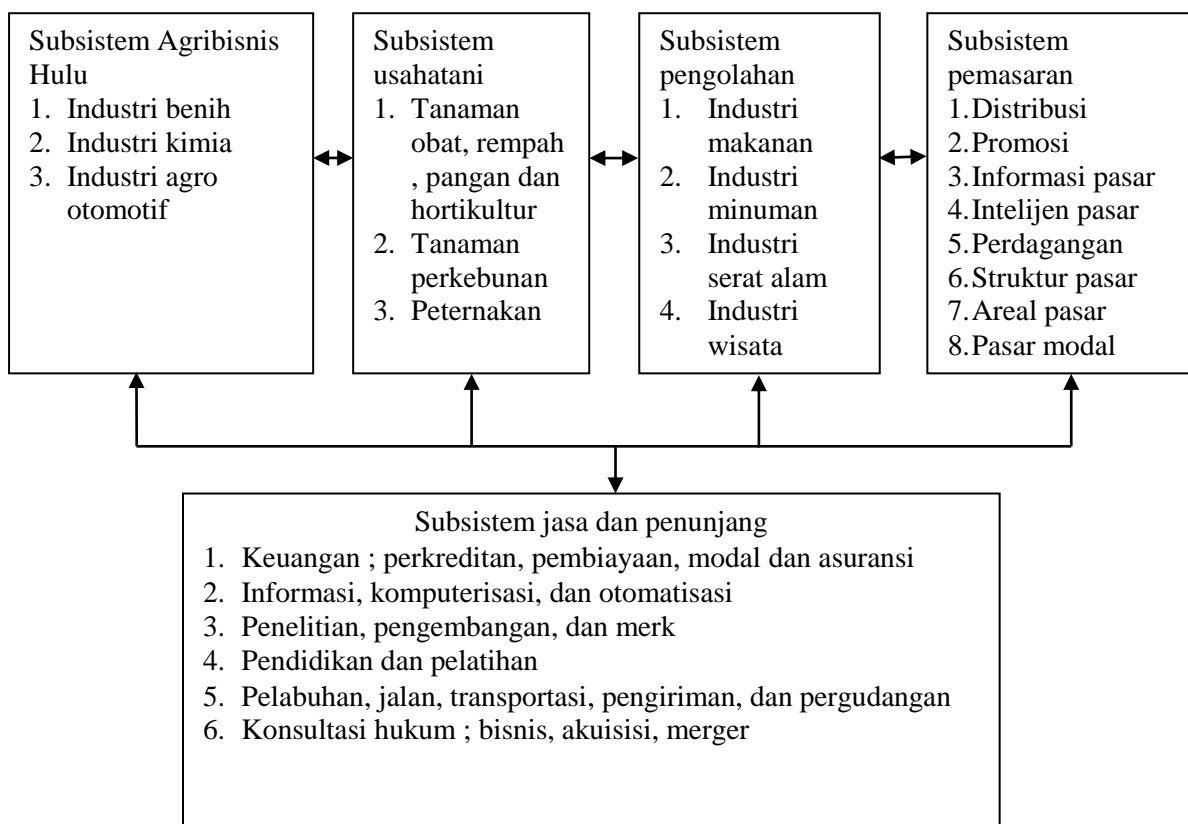 Subsistem Agribisnis
Hulu
1. Industri benih
2. Industri kimia
3. Industri agro
otomotif
Subsistem
usahatani
1. Tanaman
obat, rempah
, pangan dan
hortikultur
2. Tanaman
perkebunan
3. Peternakan
Subsistem
pengolahan
1. Industri
makanan
2. Industri
minuman
3. Industri
serat alam
4. Industri
wisata
Subsistem
pemasaran
1.Distribusi
2.Promosi
3.Informasi pasar
4.Intelijen pasar
5.Perdagangan
6.Struktur pasar
7.Areal pasar
8.Pasar modal
Subsistem jasa dan penunjang
1. Keuangan ; perkreditan, pembiayaan, modal dan asuransi
2. Informasi, komputerisasi, dan otomatisasi
3. Penelitian, pengembangan, dan merk
4. Pendidikan dan pelatihan
5. Pelabuhan, jalan, transportasi, pengiriman, dan pergudangan
6. Konsultasi hukum ; bisnis, akuisisi, merger